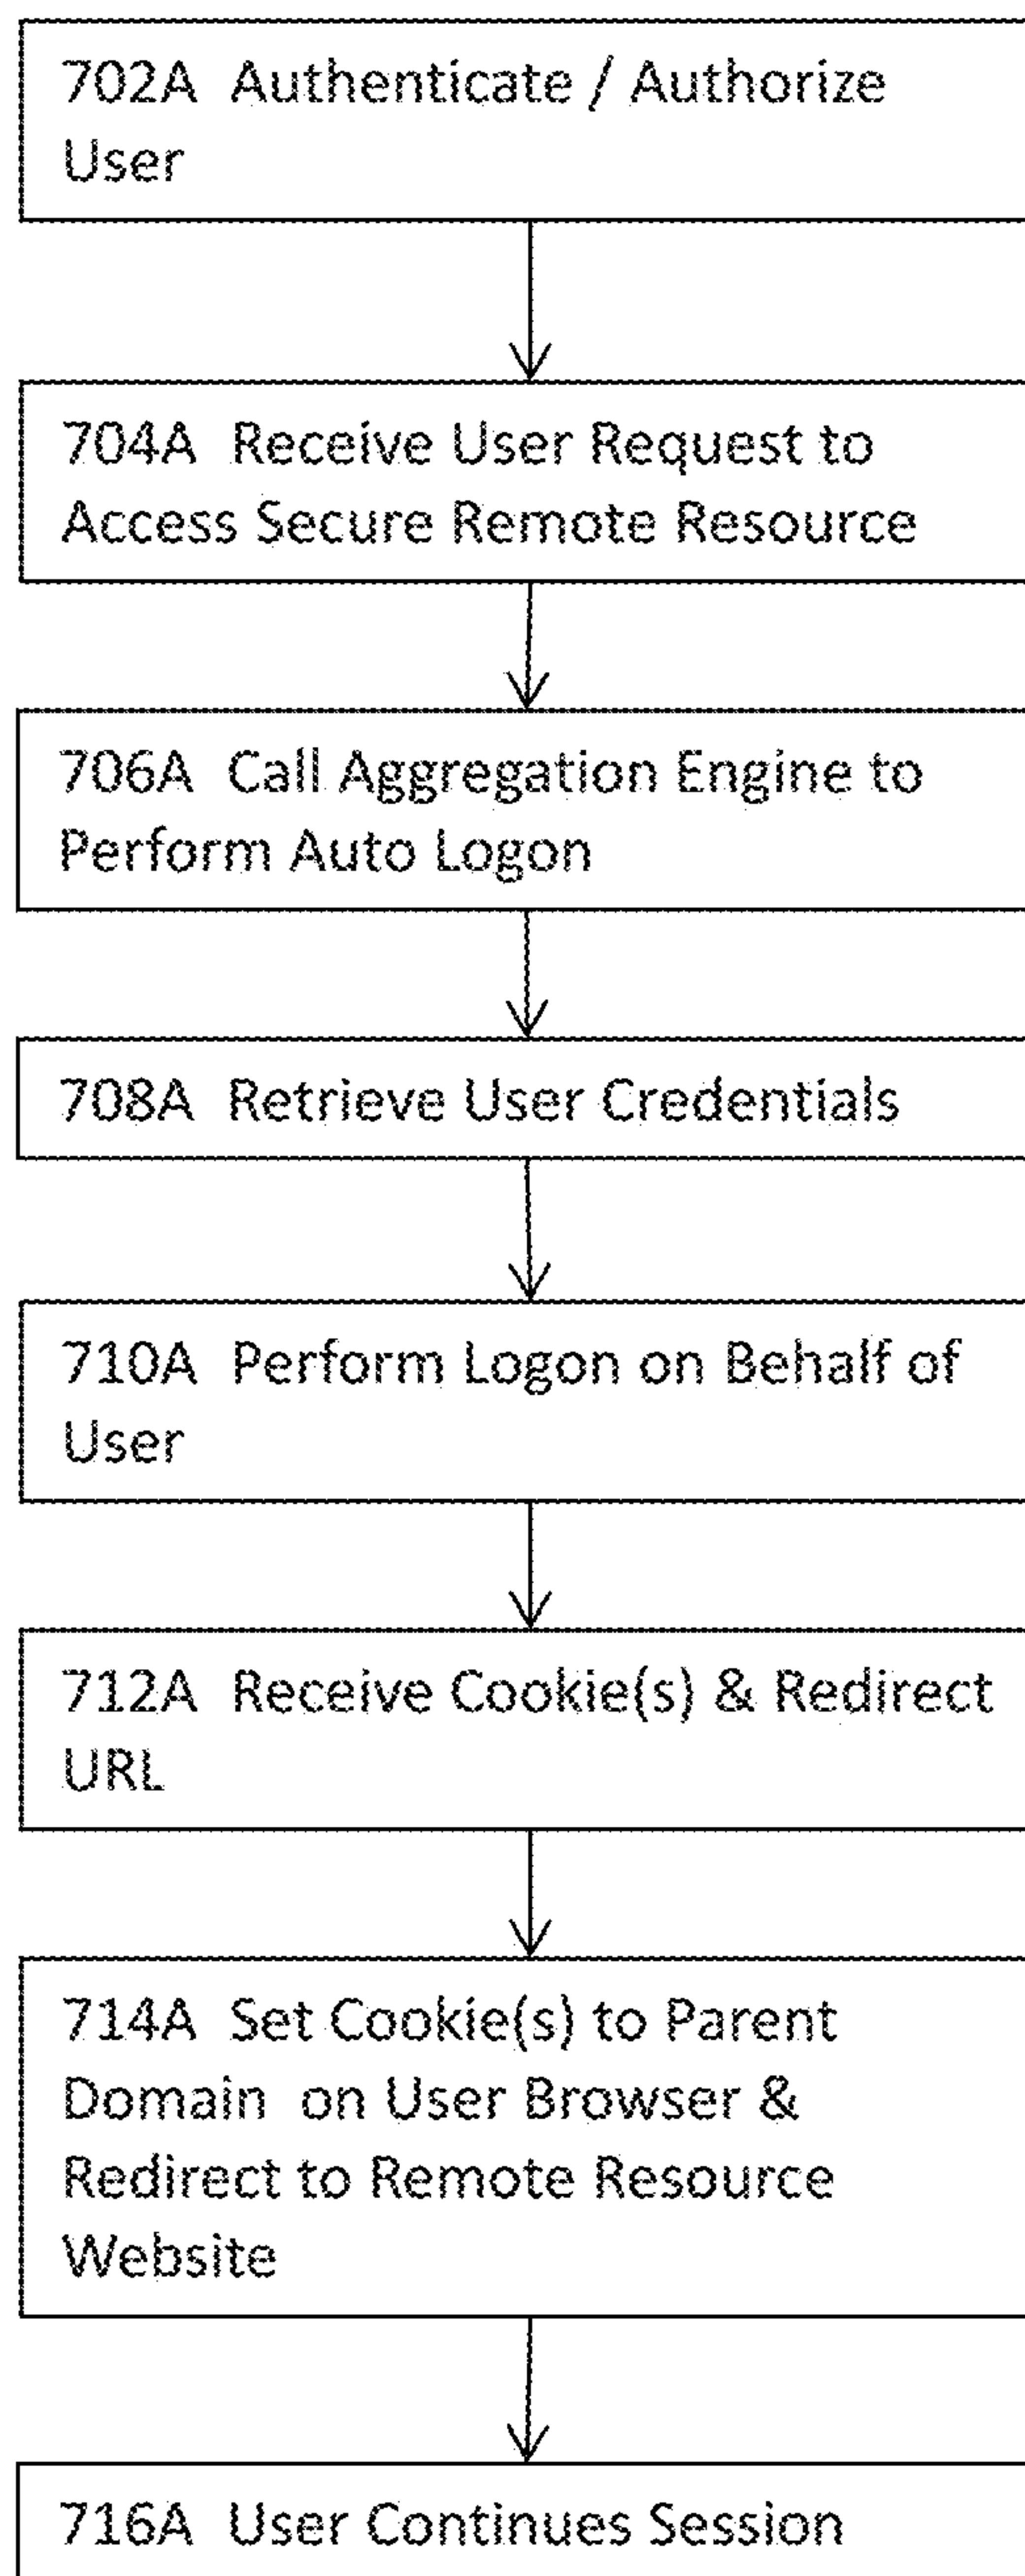 702A Authenticate / Authorize
User
704A Receive User Request to
Access Secure Remote Resource
706A Call Aggregation Engine to
Perform Auto Logon
708A Retrieve User Credentials
710A Perform Logon on Behalf of
User
712A Receive Cookie(s) & Redirect
URL
714A Set Cookie(s) to Parent
Domain on User Browser &
Redirect to Remote Resource
Website
716A User Continues Session